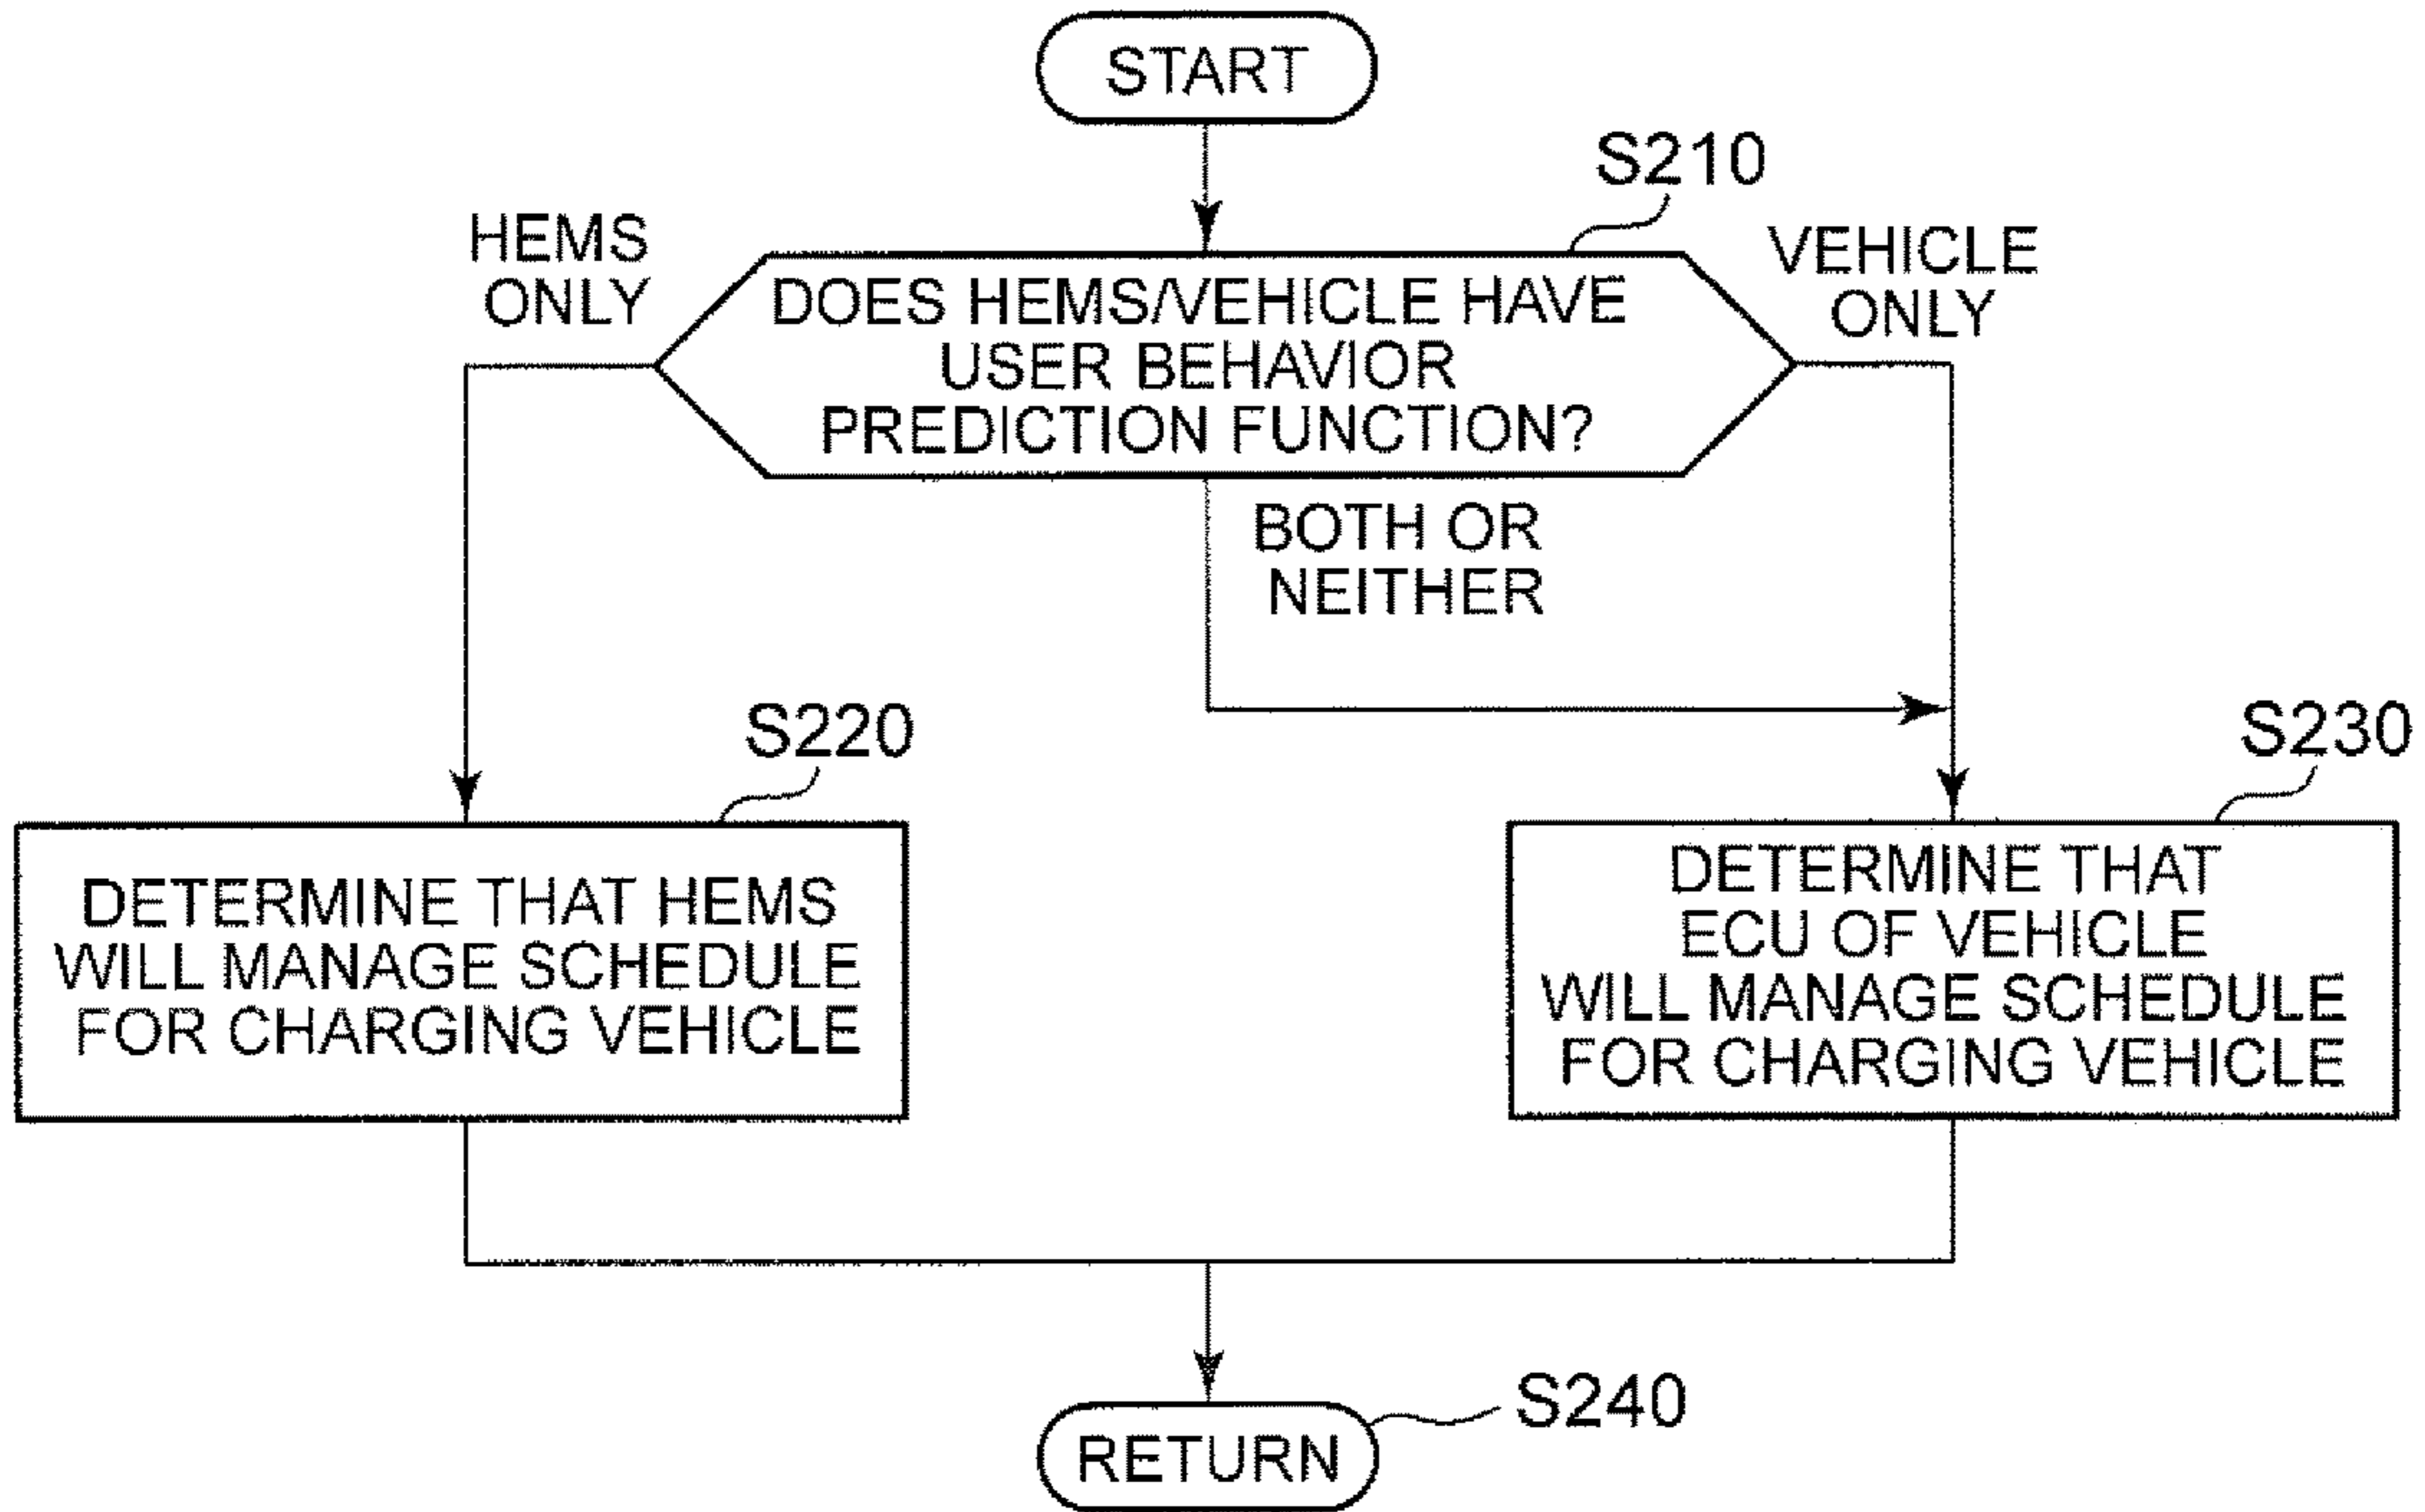 START
S210
HEMS
ONLY
DOES HEMS/VEHICLE HAVE
USER BEHAVIOR
PREDICTION FUNCTION?
VEHICLE
ONLY
BOTH OR
NEITHER
S220
DETERMINE THAT HEMS
WILL MANAGE SCHEDULE
FOR CHARGING VEHICLE
S230
DETERMINE THAT
ECU OF VEHICLE
WILL MANAGE SCHEDULE
FOR CHARGING VEHICLE
S240
RETURN